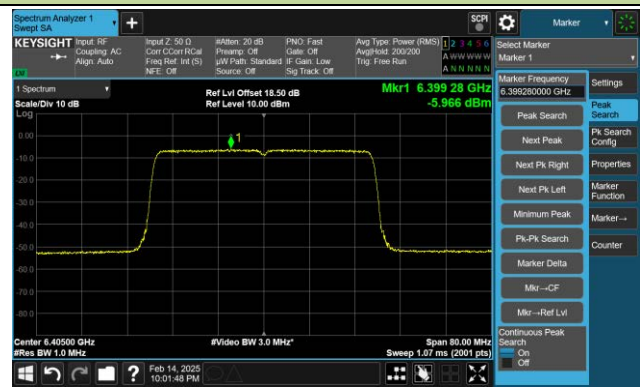 Spectrum Analyzer 1
Swept SA
SCPI
Marker
KEYSIGHT
Input: RF
Coupling: AC
Align: Auto
Input Z: 50 Ω
Corr CCorr RCal
Freq Ref: Int (S)
NFE: Off
#Atten: 20 dB
Preamp: Off
µW Path: Standard
Source: Off
PNO: Fast
Gate: Off
IF Gain: Low
Sig Track: Off
Avg Type: Power (RMS)
Avg|Hold: 200/200
Trig: Free Run
1 2 3 4 5 6
A W W W W W
A N N N N N
Select Marker
Marker 1
1 Spectrum
Scale/Div 10 dB
Log
Ref Lvl Offset 18.50 dB
Ref Level 10.00 dBm
Mkr1 6.399 28 GHz
-5.966 dBm
1
0.00
-10.0
-20.0
-30.0
-40.0
-50.0
-60.0
-70.0
-80.0
Center 6.40500 GHz
#Res BW 1.0 MHz
#Video BW 3.0 MHz*
Span 80.00 MHz
Sweep 1.07 ms (2001 pts)
Marker Frequency
6.399280000 GHz
Peak Search
Next Peak
Next Pk Right
Next Pk Left
Minimum Peak
Pk-Pk Search
Marker Delta
Mkr→CF
Mkr→Ref Lvl
Continuous Peak
Search
On
Off
Settings
Peak
Search
Pk Search
Config
Properties
Marker
Function
Marker→
Counter
Feb 14, 2025
10:01:48 PM